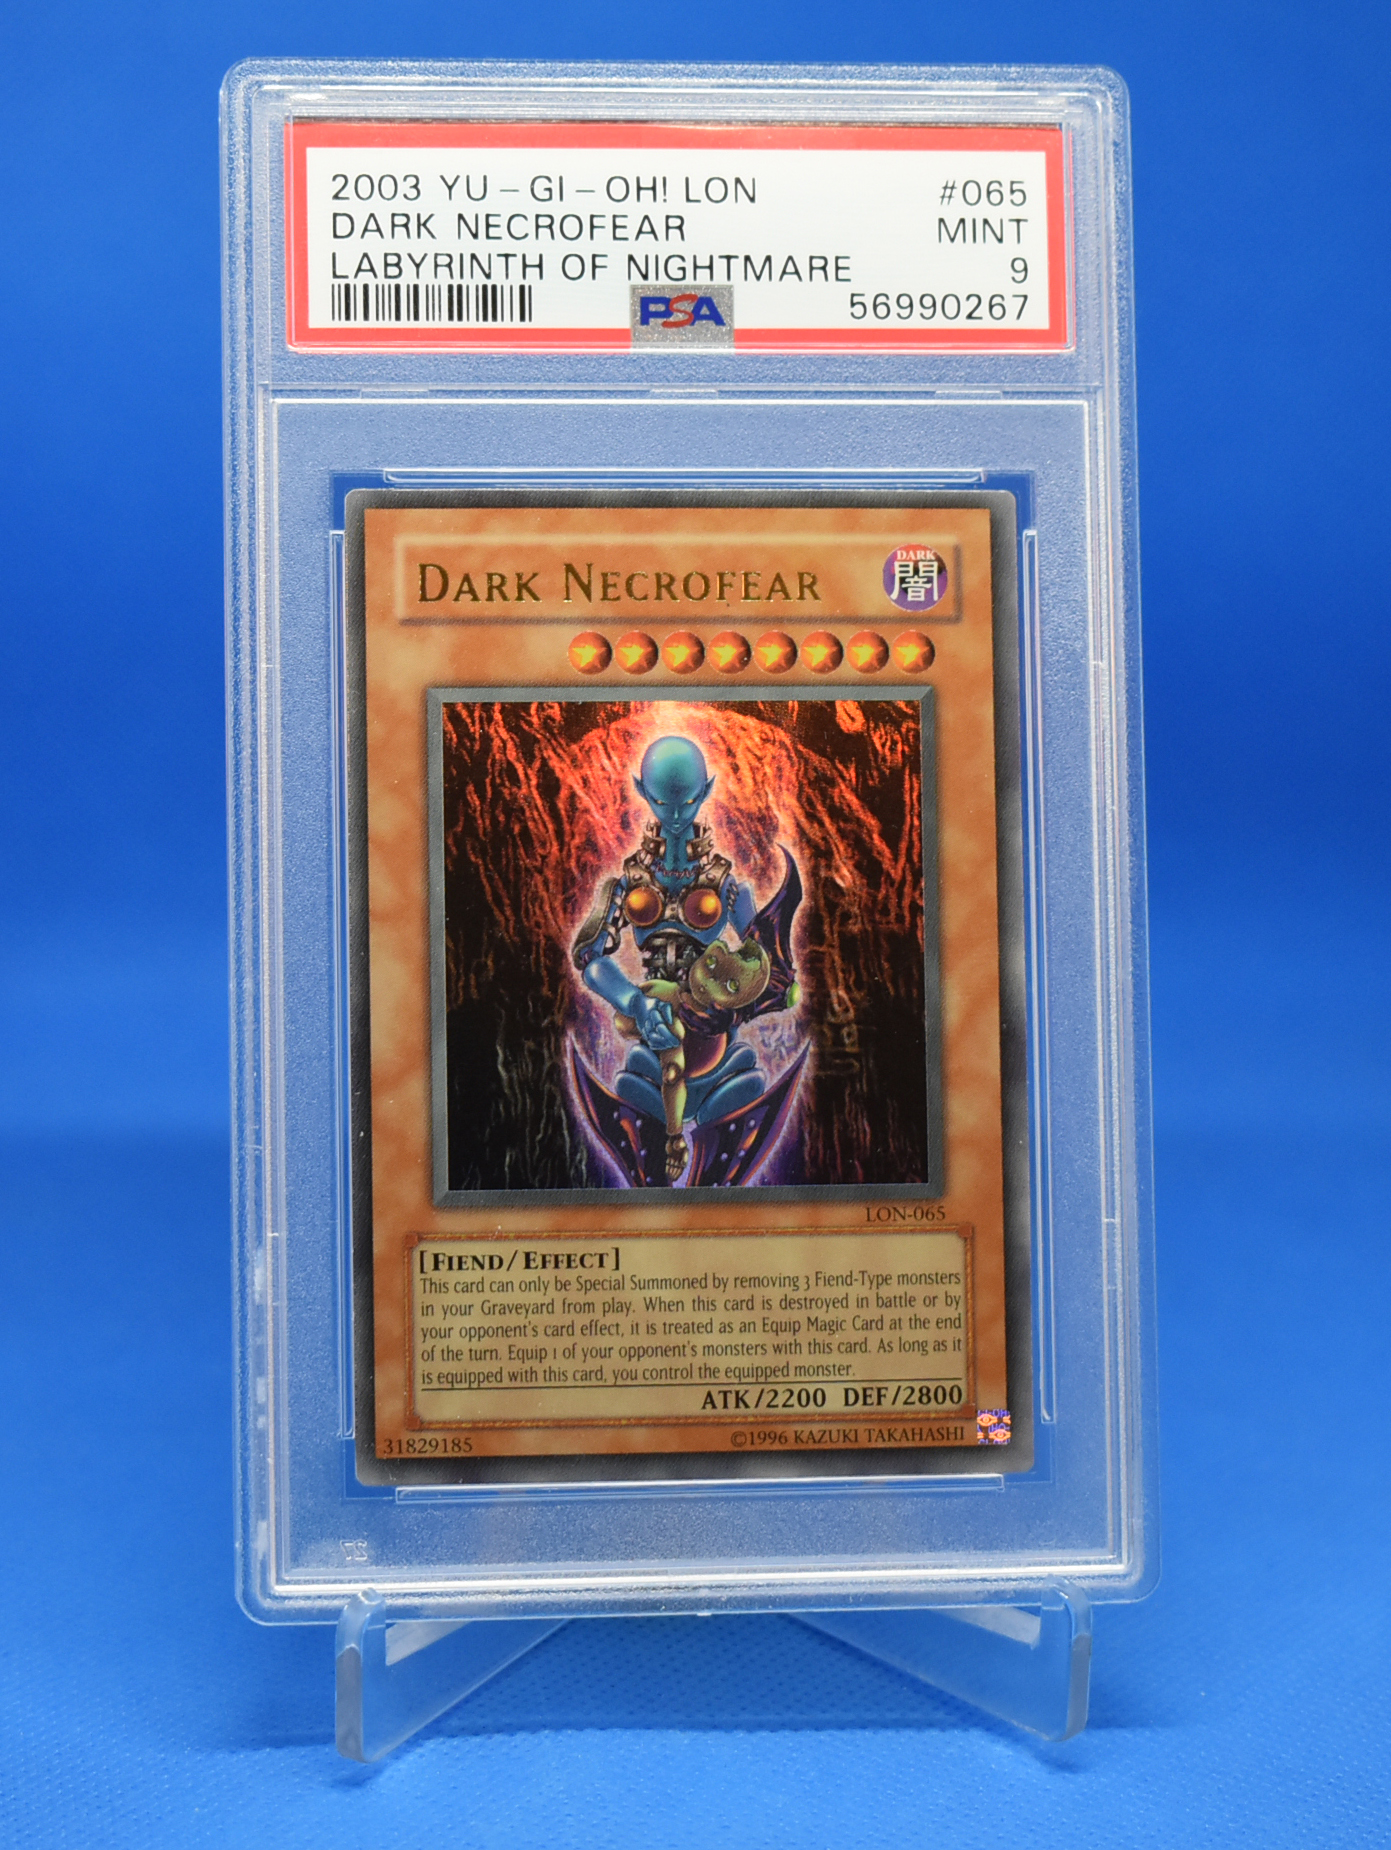 2003 YU-GI-OH! LON #065
DARK NECROFEAR MINT
LABYRINTH OF NIGHTMARE 9
PSA 56990267
DARK NECROFEAR
DARK
闇
LON-065
[FIEND/EFFECT]
This card can only be Special Summoned by removing 3 Fiend-Type monsters
in your Graveyard from play. When this card is destroyed in battle or by
your opponent's card effect, it is treated as an Equip Magic Card at the end
of the turn. Equip 1 of your opponent's monsters with this card. As long as it
is equipped with this card, you control the equipped monster.
ATK/2200 DEF/2800
31829185 ©1996 KAZUKI TAKAHASHI